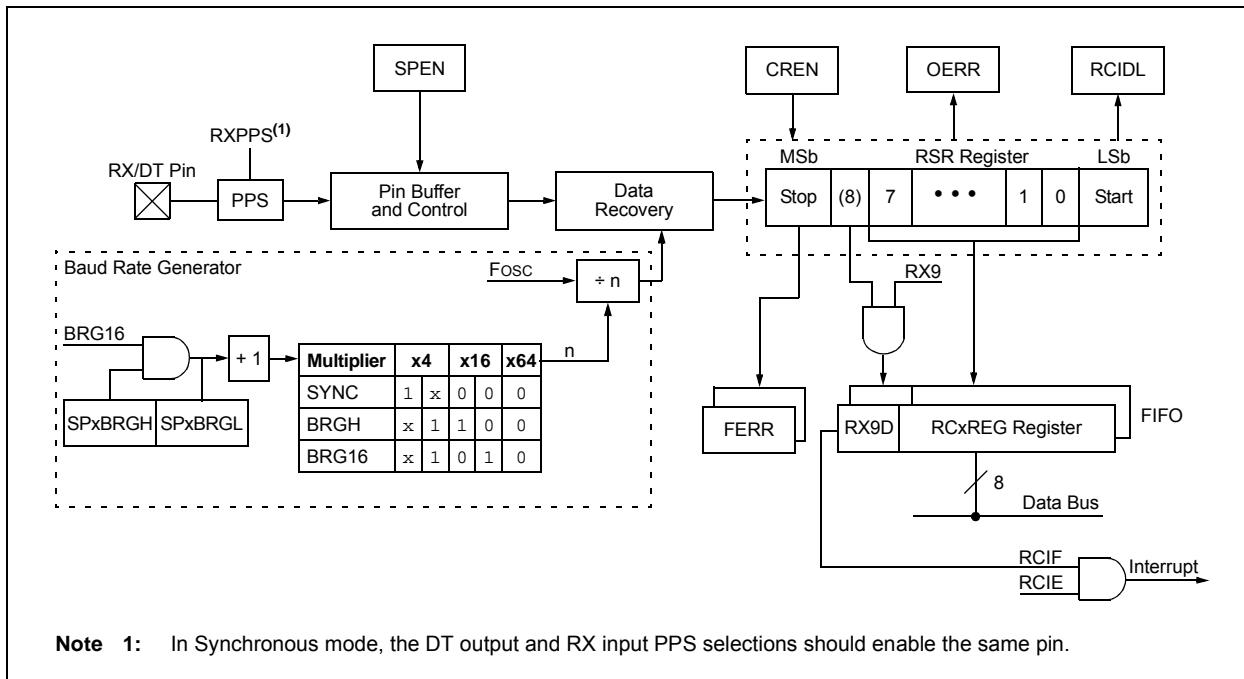 SPEN
CREN
OERR
RCIDL
RXPPS(1)
RX/DT Pin
PPS
Pin Buffer
and Control
Data
Recovery
MSb
RSR Register
LSb
Stop
(8)
7
• • •
1
0
Start
Baud Rate Generator
FOSC
÷ n
RX9
BRG16
+ 1
n
SPxBRGH
SPxBRGL
Multiplier x4 x16 x64
SYNC 1 x 0 0 0
BRGH x 1 1 0 0
BRG16 x 1 0 1 0
FERR
RX9D
RCxREG Register
FIFO
8
Data Bus
RCIF
RCIE
Interrupt
Note 1: In Synchronous mode, the DT output and RX input PPS selections should enable the same pin.